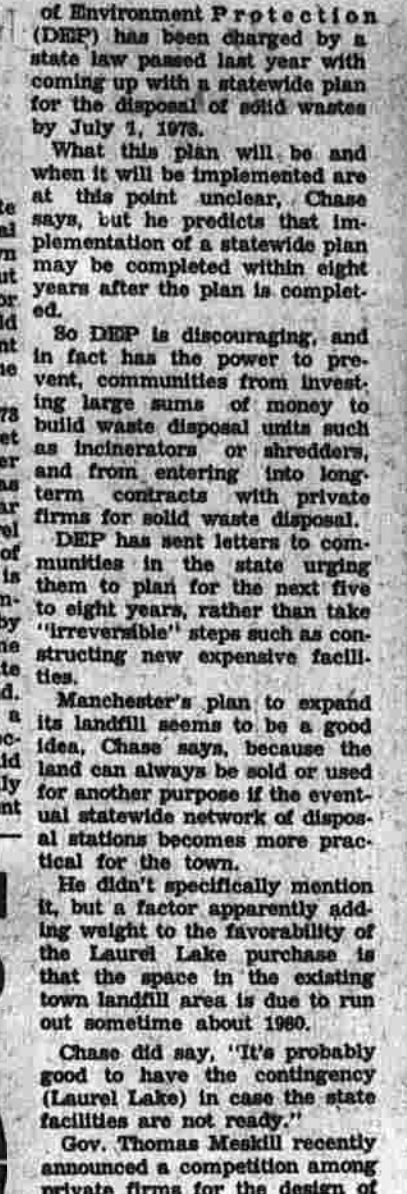 of Environment Protection
(DEP) has been charged by a
state law passed last year with
coming up with a statewide plan
for the disposal of solid wastes
by July 1, 1973.
What this plan will be and
when it will be implemented are
at this point unclear, Chase
says, but he predicts that im-
plementation of a statewide plan
may be completed within eight
years after the plan is complet-
ed.
So DEP is discouraging, and
in fact has the power to pre-
vent, communities from invest-
ing large sums of money to
build waste disposal units such
as incinerators or shredders,
and from entering into long-
term contracts with private
firms for solid waste disposal.
DEP has sent letters to com-
munities in the state urging
them to plan for the next five
to eight years, rather than take
"irreversible" steps such as con-
structing new expensive facili-
ties.
Manchester's plan to expand
its landfill seems to be a good
idea, Chase says, because the
land can always be sold or used
for another purpose if the event-
ual statewide network of dispos-
al stations becomes more prac-
tical for the town.
He didn't specifically mention
it, but a factor apparently add-
ing weight to the favorability of
the Laurel Lake purchase is
that the space in the existing
town landfill area is due to run
out sometime about 1980.
Chase did say, "It's probably
good to have the contingency
(Laurel Lake) in case the state
facilities are not ready."
Gov. Thomas Meskill recently
announced a competition among
private firms for the design of